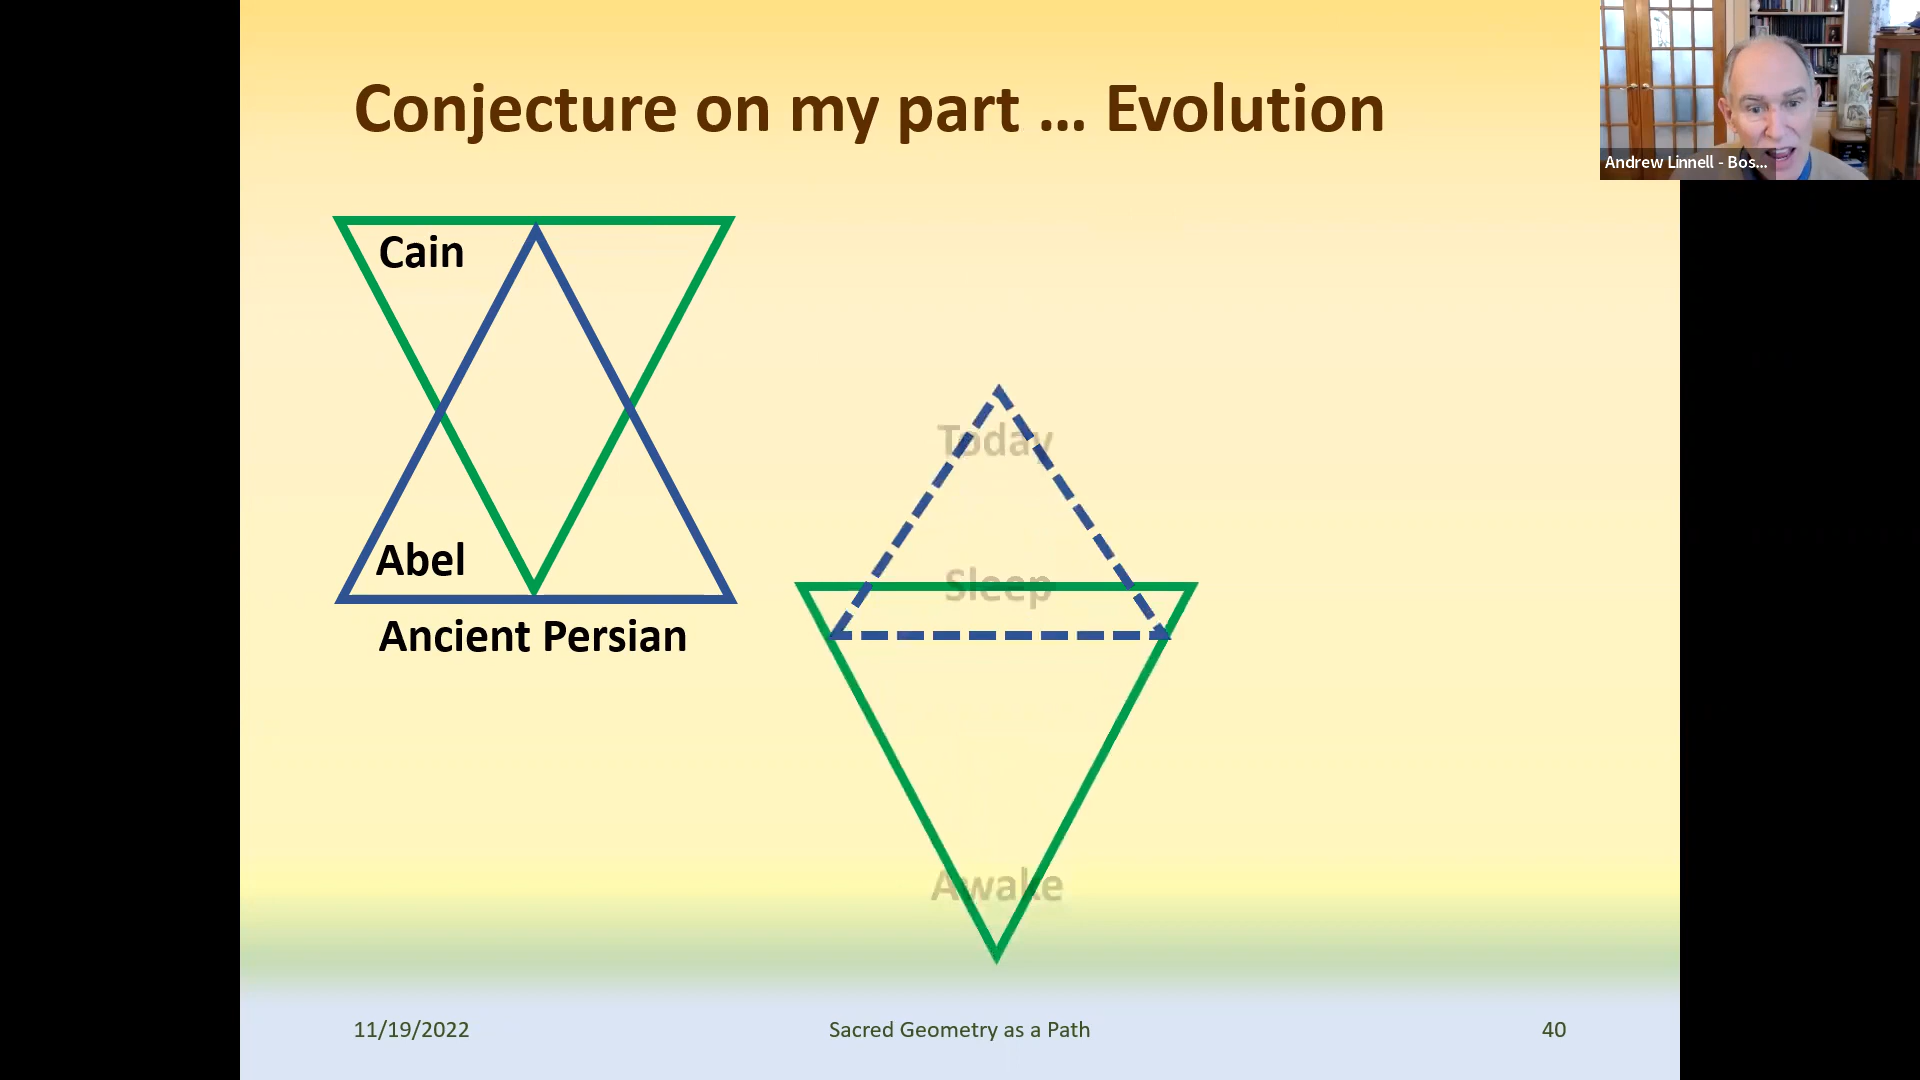 Conjecture on my part ... Evolution
Andrew Linnell - Bos...
Cain
Today
Abel
Sleep
Ancient Persian
Awake
11/19/2022
Sacred Geometry as a Path
40